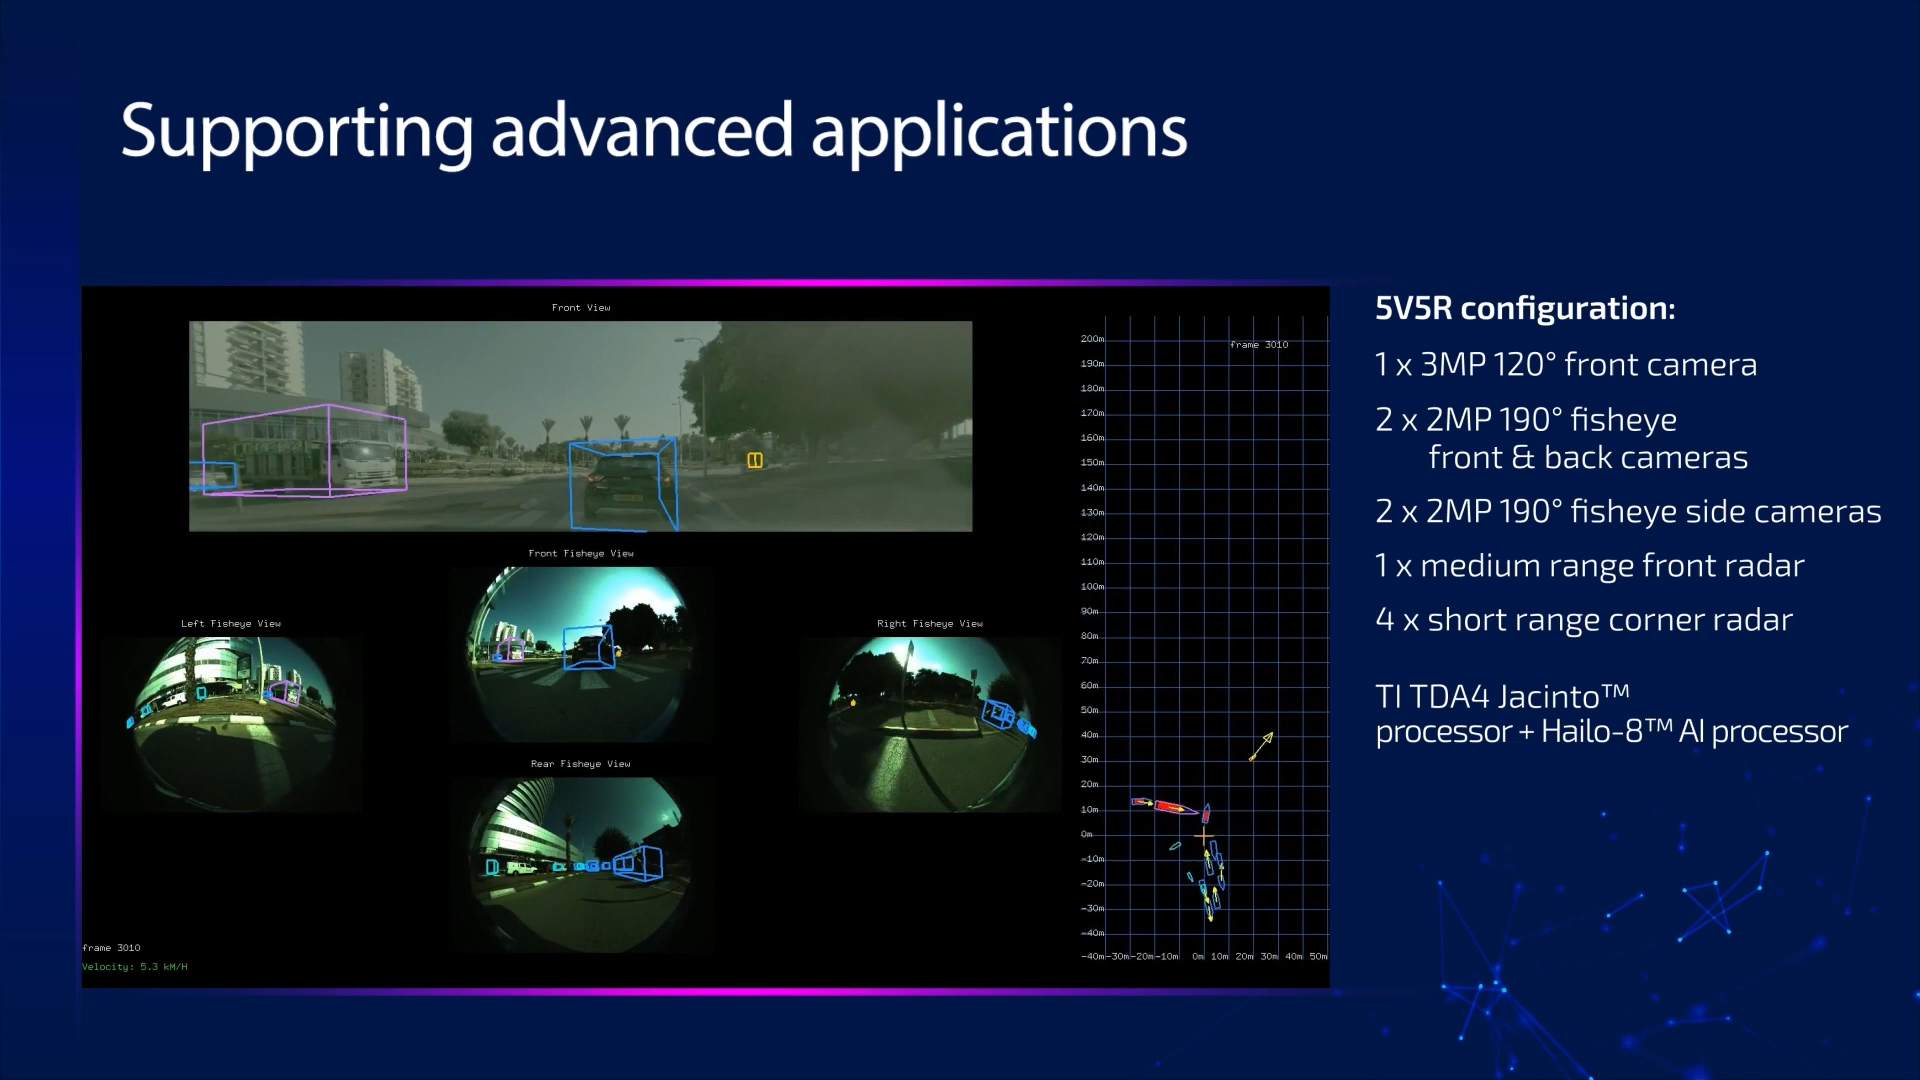 Supporting advanced applications
Front View
Front Fisheye View
Left Fisheye View
Right Fisheye View
Rear Fisheye View
frame 3010
Velocity: 5.3 kM/H
frame 3010
200m
190m
180m
170m
160m
150m
140m
130m
120m
110m
100m
90m
80m
70m
60m
50m
40m
30m
20m
10m
0m
-10m
-20m
-30m
-40m
-40m -30m -20m -10m 0m 10m 20m 30m 40m 50m
5V5R configuration:
1 x 3MP 120° front camera
2 x 2MP 190° fisheye
front & back cameras
2 x 2MP 190° fisheye side cameras
1 x medium range front radar
4 x short range corner radar
TI TDA4 Jacinto™
processor + Hailo-8™ AI processor